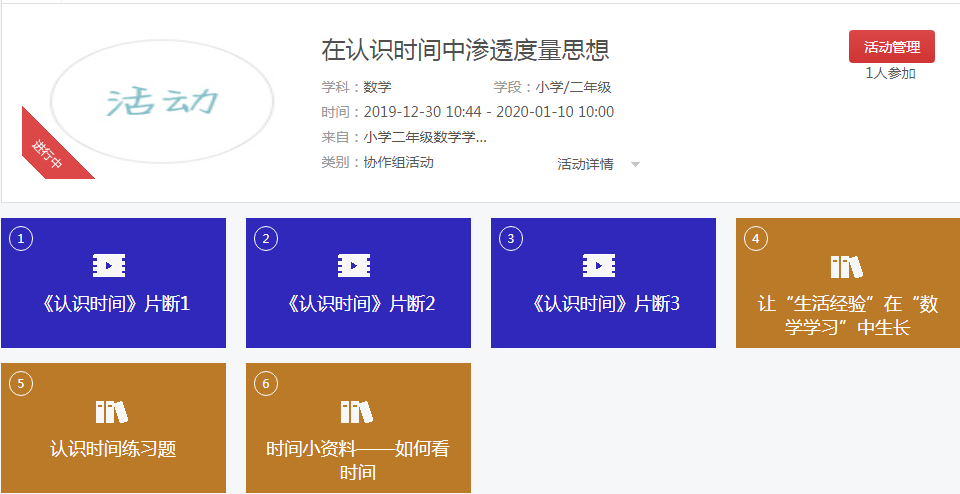 在认识时间中渗透度量思想
活动管理
1人参加
活动
进行中
学科：数学 学段：小学/二年级
时间：2019-12-30 10:44 - 2020-01-10 10:00
来自：小学二年级数学学...
类别：协作组活动 活动详情
1
《认识时间》片断1
2
《认识时间》片断2
3
《认识时间》片断3
4
让“生活经验”在“数
学学习”中生长
5
认识时间练习题
6
时间小资料——如何看
时间